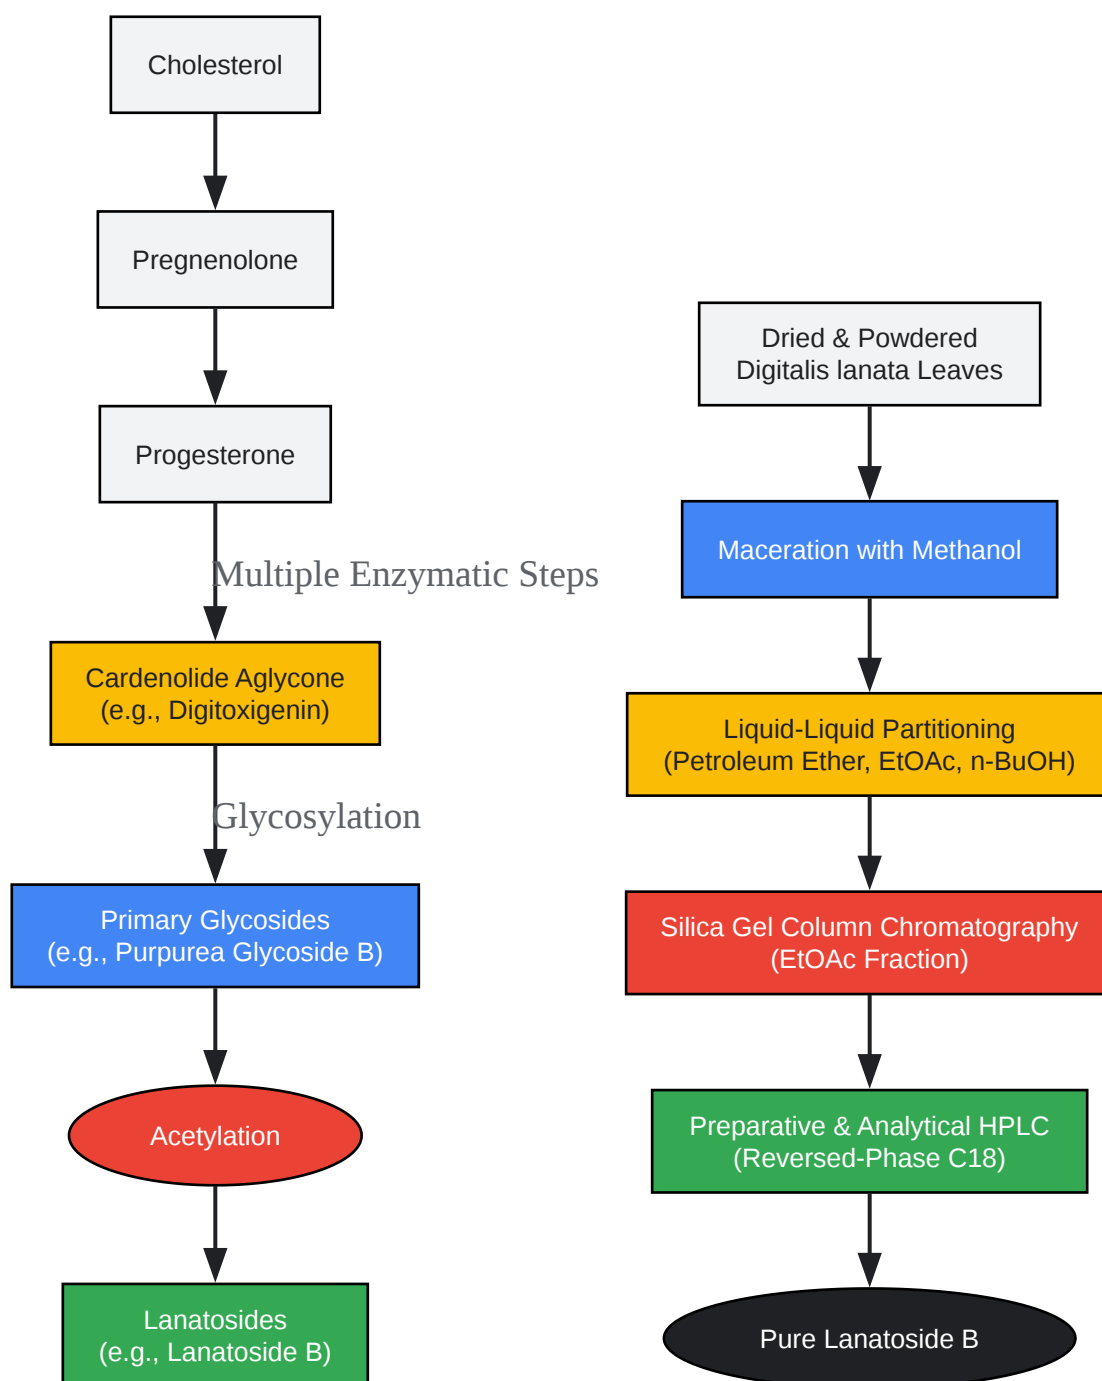 Cholesterol
Pregnenolone
Progesterone
Multiple Enzymatic Steps
Cardenolide Aglycone
(e.g., Digitoxigenin)
Glycosylation
Primary Glycosides
(e.g., Purpurea Glycoside B)
Acetylation
Lanatosides
(e.g., Lanatoside B)
Dried & Powdered
Digitalis lanata Leaves
Maceration with Methanol
Liquid-Liquid Partitioning
(Petroleum Ether, EtOAc, n-BuOH)
Silica Gel Column Chromatography
(EtOAc Fraction)
Preparative & Analytical HPLC
(Reversed-Phase C18)
Pure Lanatoside B